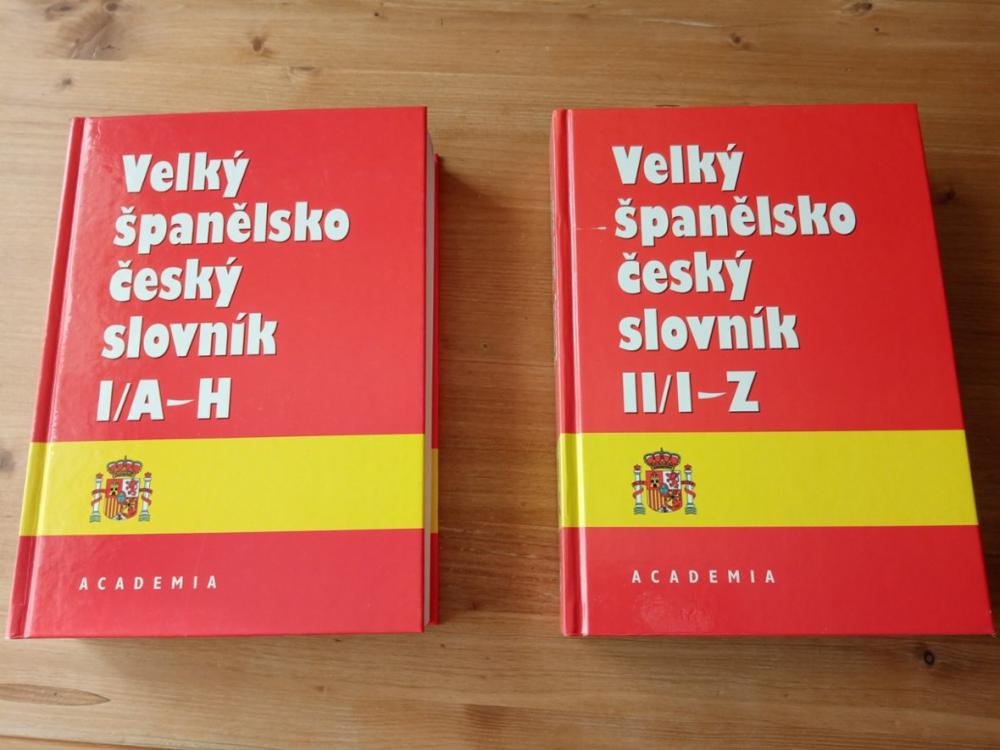 Velký
španělsko
český
slovník
I/A–H
ACADEMIA
Velký
španělsko
český
slovník
II/I–Z
ACADEMIA